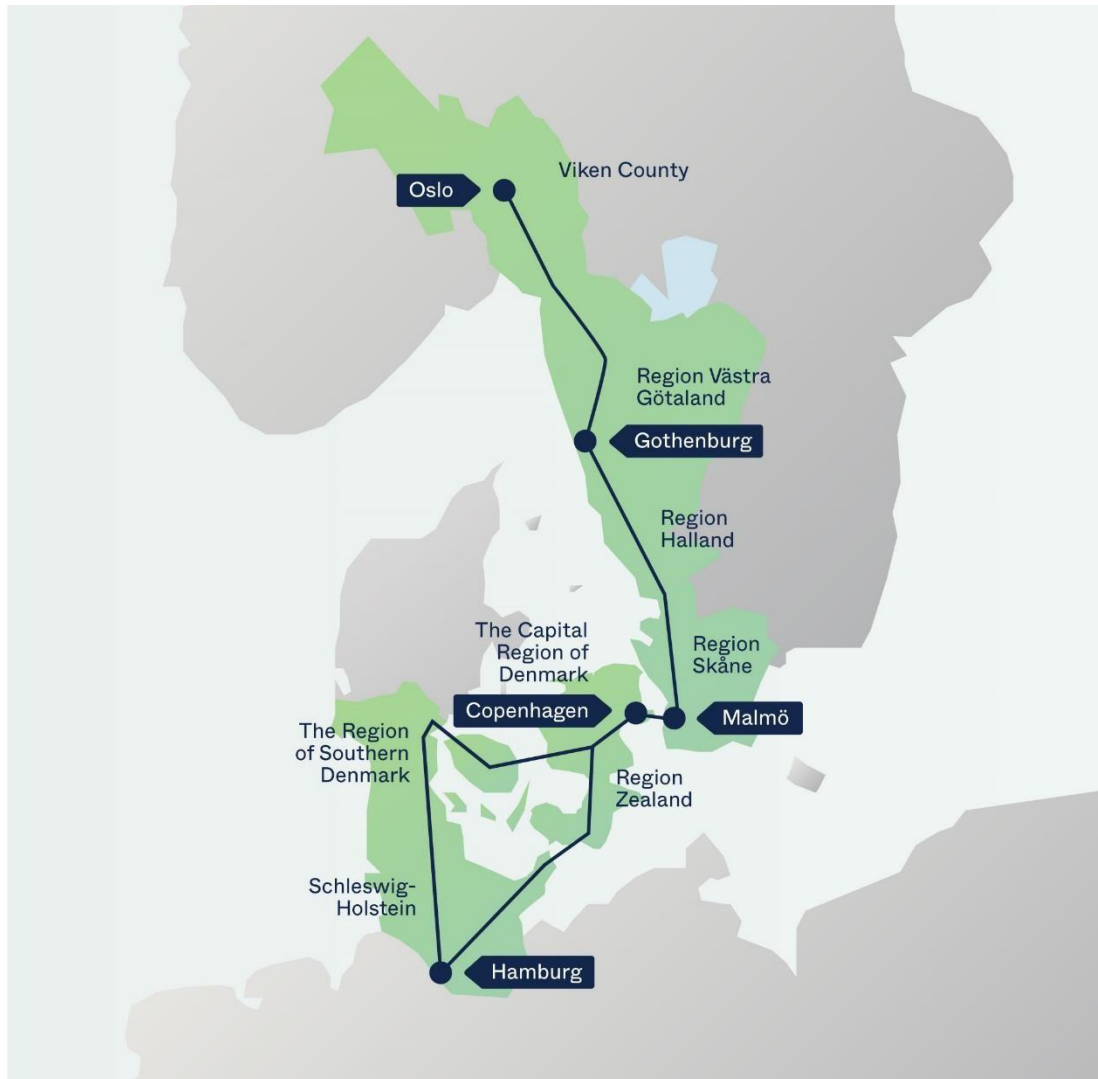 Viken County
Oslo
Region Västra
Götaland
Gothenburg
Region
Halland
The Capital
Region of
Denmark
Region
Skåne
Copenhagen
Malmö
The Region
of Southern
Denmark
Region
Zealand
Schleswig-
Holstein
Hamburg